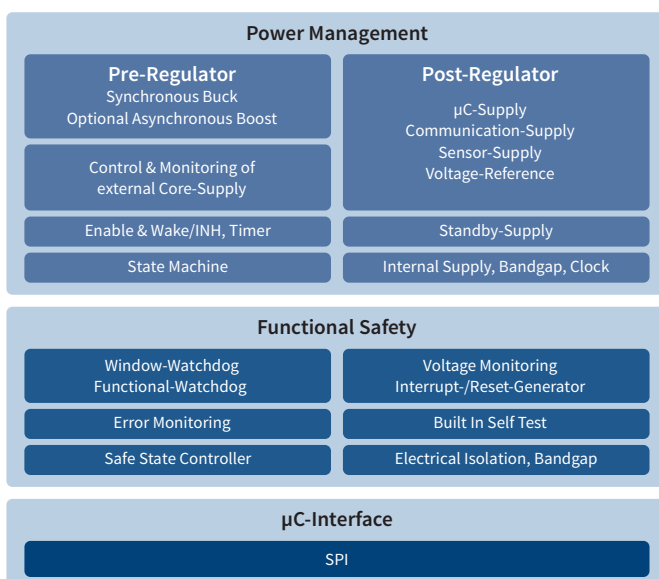 Power Management
Pre-Regulator
Synchronous Buck
Optional Asynchronous Boost
Control & Monitoring of
external Core-Supply
Enable & Wake/INH, Timer
State Machine
Post-Regulator
µC-Supply
Communication-Supply
Sensor-Supply
Voltage-Reference
Standby-Supply
Internal Supply, Bandgap, Clock
Functional Safety
Window-Watchdog
Functional-Watchdog
Error Monitoring
Safe State Controller
Voltage Monitoring
Interrupt-/Reset-Generator
Built In Self Test
Electrical Isolation, Bandgap
µC-Interface
SPI